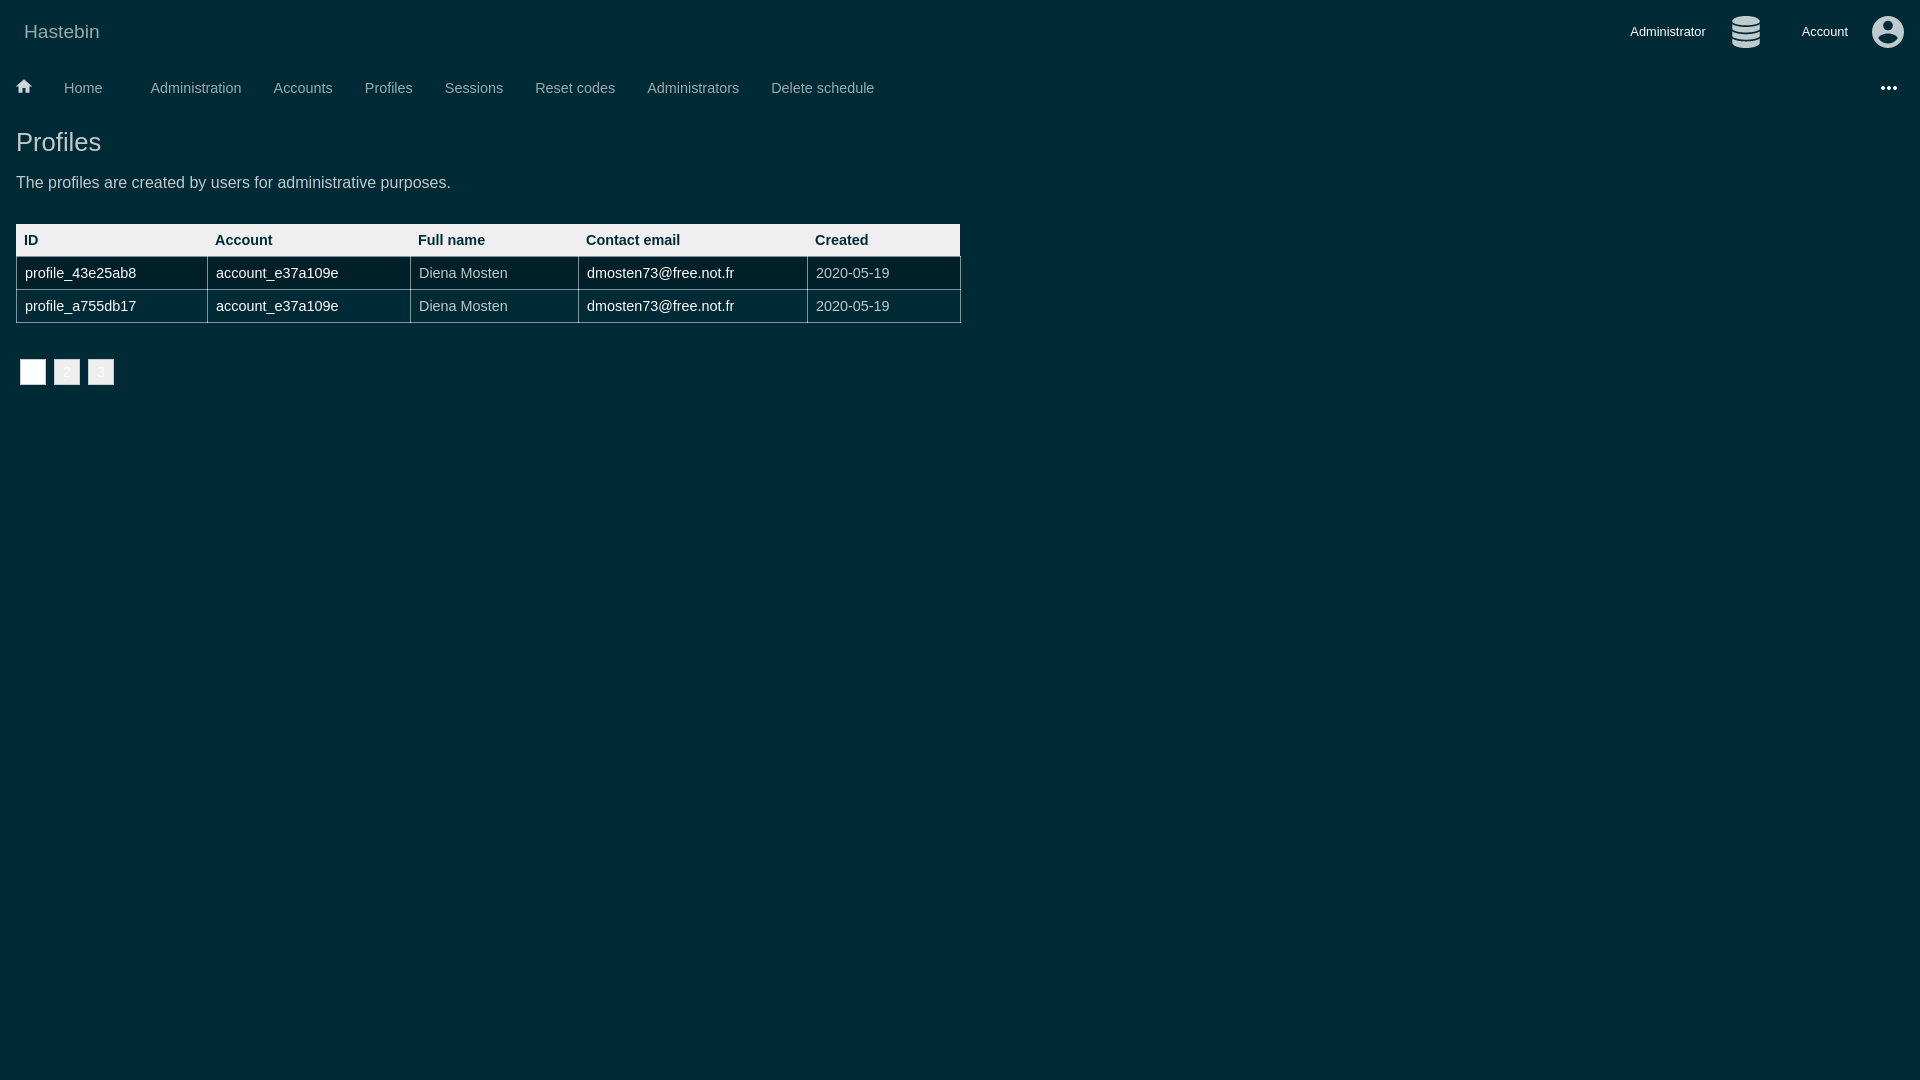 Hastebin
Administrator
Account
Home
Administration
Accounts
Profiles
Sessions
Reset codes
Administrators
Delete schedule
Profiles
The profiles are created by users for administrative purposes.
ID Account Full name Contact email Created
profile_43e25ab8 account_e37a109e Diena Mosten dmosten73@free.not.fr 2020-05-19
profile_a755db17 account_e37a109e Diena Mosten dmosten73@free.not.fr 2020-05-19
2 3